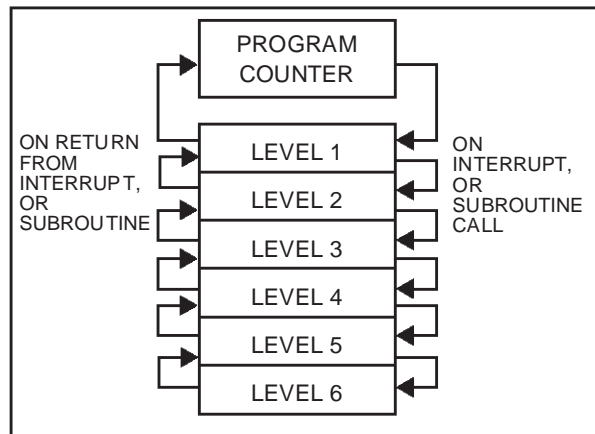 PROGRAM
COUNTER
ON RETURN
FROM
INTERRUPT,
OR
SUBROUTINE
LEVEL 1
LEVEL 2
LEVEL 3
LEVEL 4
LEVEL 5
LEVEL 6
ON
INTERRUPT,
OR
SUBROUTINE
CALL